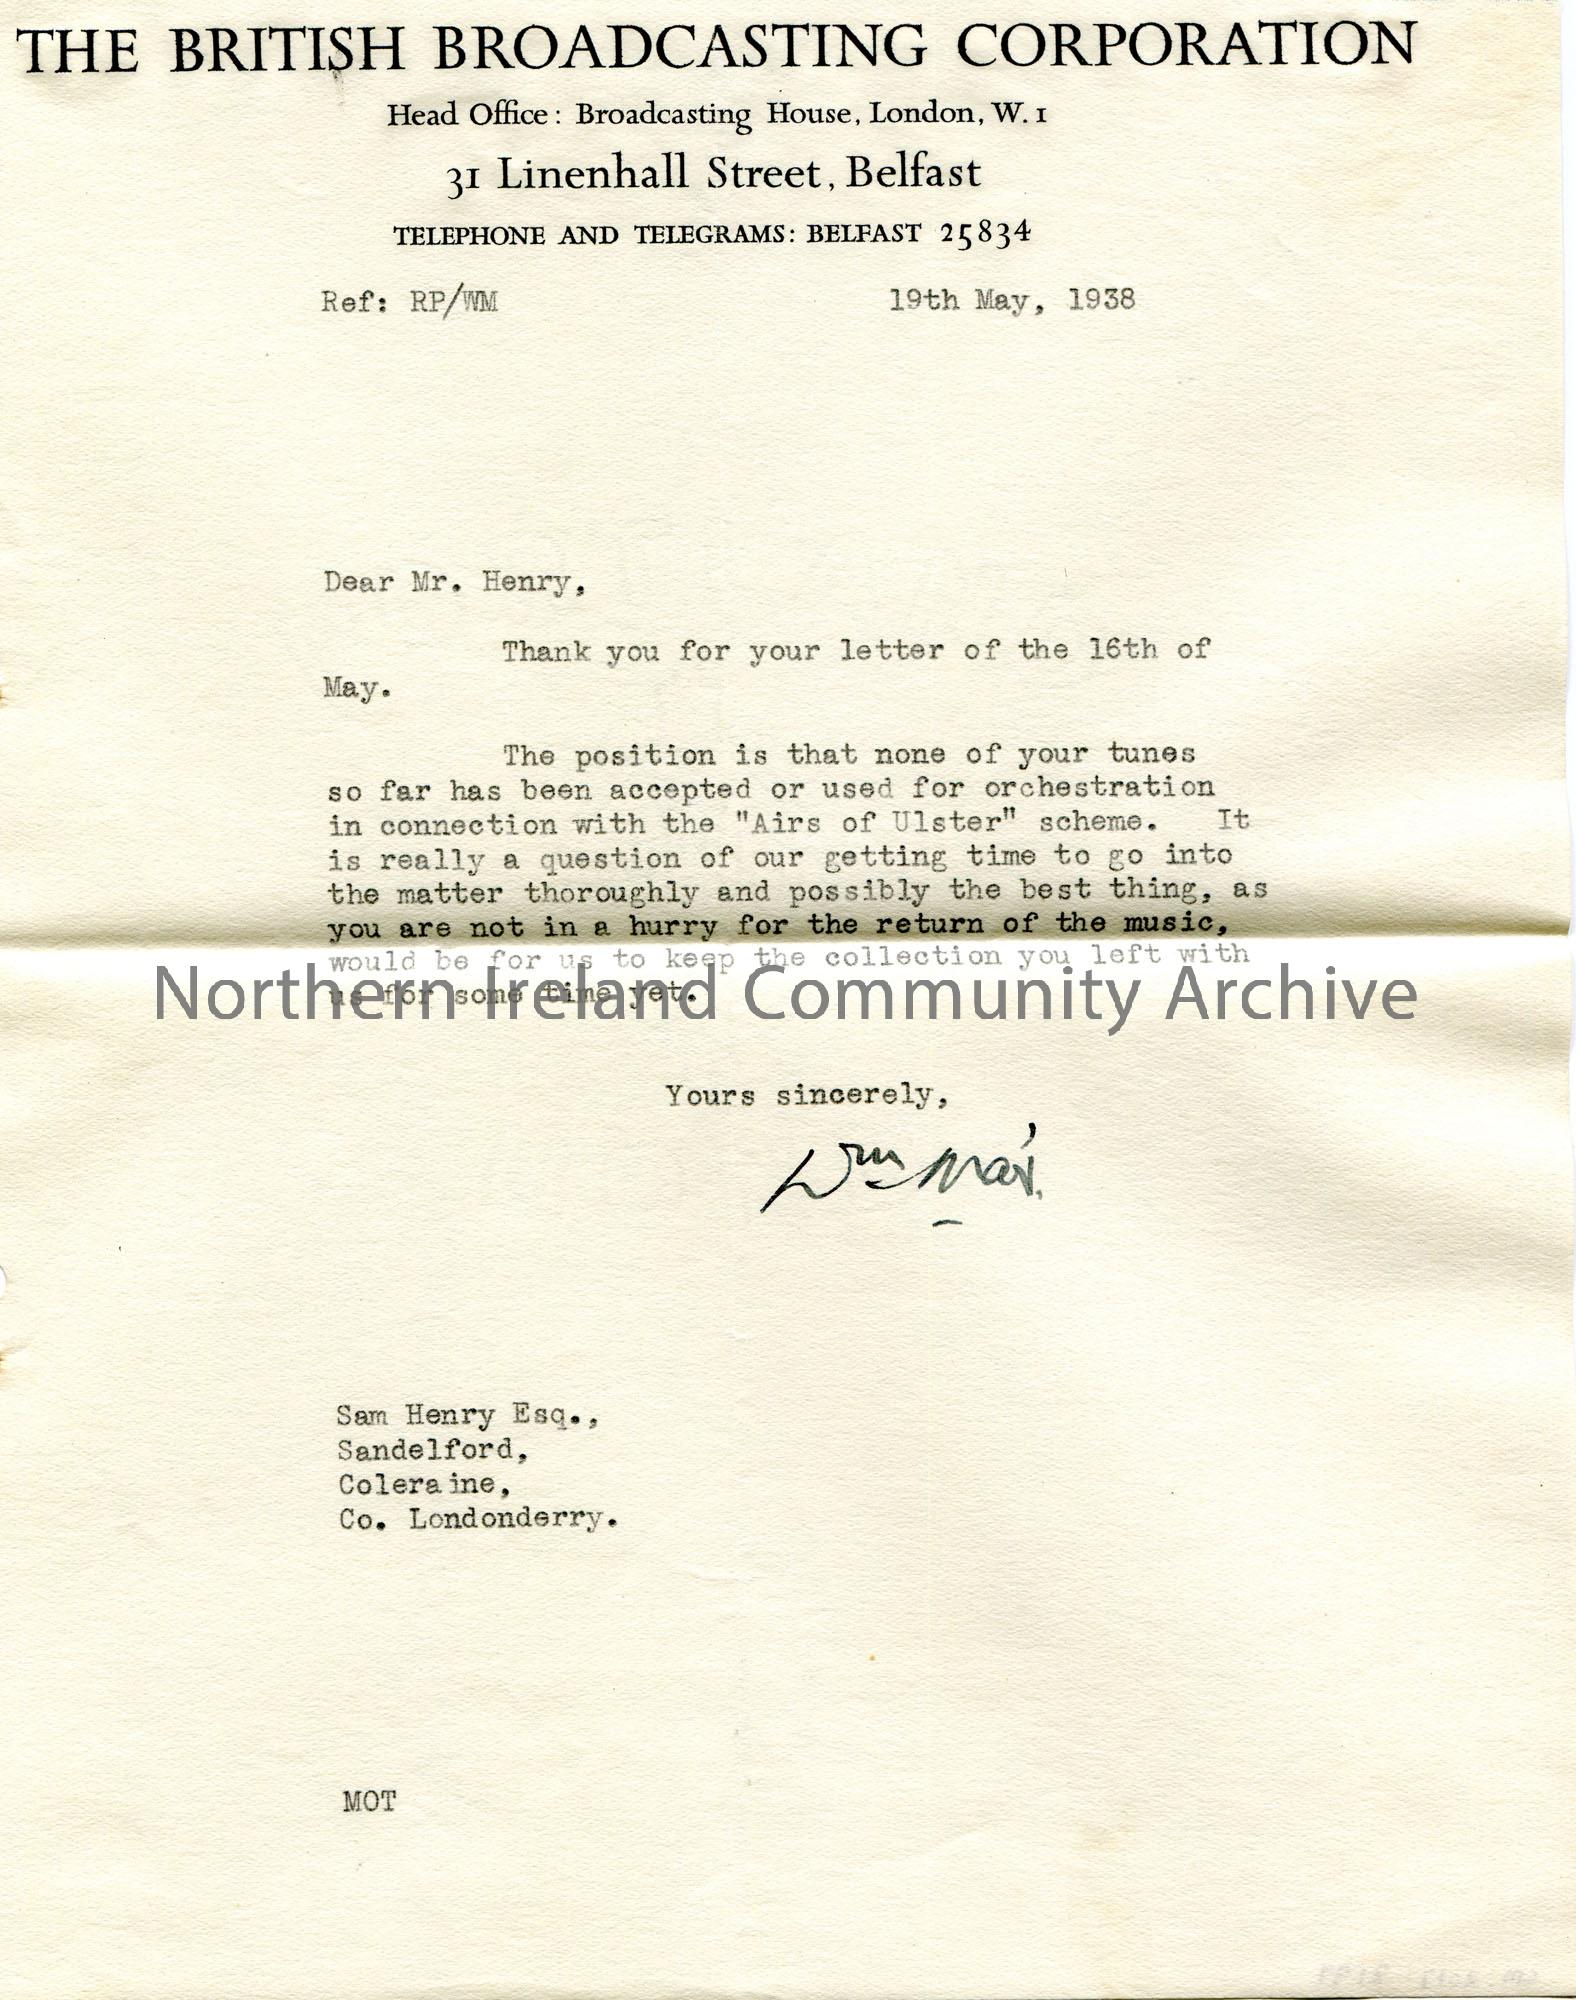 THE BRITISH BROADCASTING CORPORATION
Head Office: Broadcasting House, London, W.1
31 Linenhall Street, Belfast
TELEPHONE AND TELEGRAMS: BELFAST 25834
Ref: RP/WM 19th May, 1938
Dear Mr. Henry,
Thank you for your letter of the 16th of
May.
The position is that none of your tunes
so far has been accepted or used for orchestration
in connection with the "Airs of Ulster" scheme. It
is really a question of our getting time to go into
the matter thoroughly and possibly the best thing, as
you are not in a hurry for the return of the music,
would be for us to keep the collection you left with
us for some time yet.
Northern Ireland Community Archive
Yours sincerely,
Wm
Sam Henry Esq.,
Sandelford,
Coleraine,
Co. Londonderry.
MOT